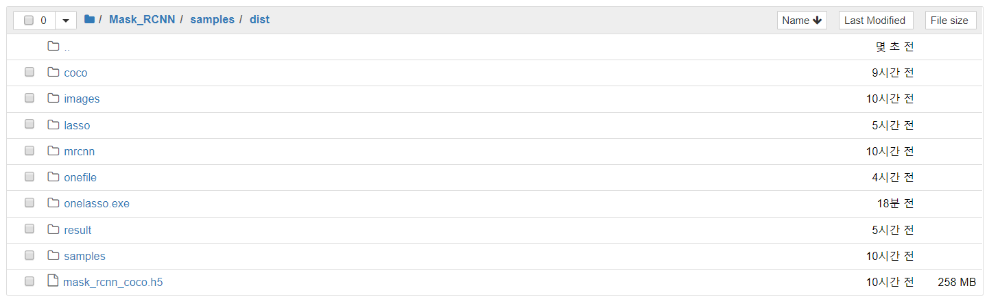 0 / Mask_RCNN / samples / dist Name Last Modified File size
.. 몇 초 전
coco 9시간 전
images 10시간 전
lasso 5시간 전
mrcnn 10시간 전
onefile 4시간 전
onelasso.exe 18분 전
result 5시간 전
samples 10시간 전
mask_rcnn_coco.h5 10시간 전 258 MB